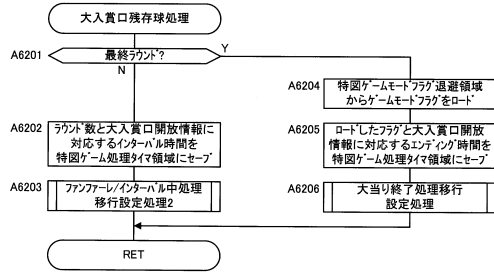 大入賞口残存球処理
A6201
最終ラウンド?
Y
N
A6202
ラウンド数と大入賞口開放情報に
対応するインターバル時間を
特図ゲーム処理タイマ領域にセーブ
A6203
ファンファーレ/インターバル中処理
移行設定処理2
A6204
特図ゲームモードフラグ退避領域
からゲームモードフラグをロード
A6205
ロードしたフラグと大入賞口開放
情報に対応するエンディング時間を
特図ゲーム処理タイマ領域にセーブ
A6206
大当り終了処理移行
設定処理
RET